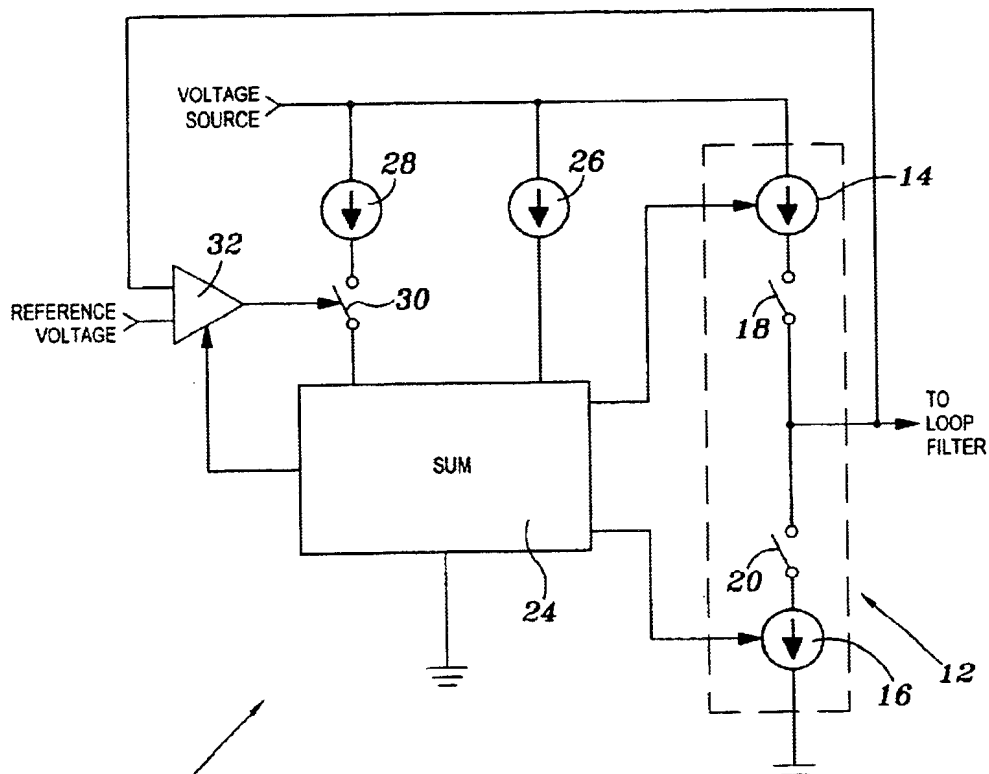 VOLTAGE
SOURCE
28
26
14
32
30
REFERENCE
VOLTAGE
18
TO
LOOP
FILTER
SUM
20
24
16
12